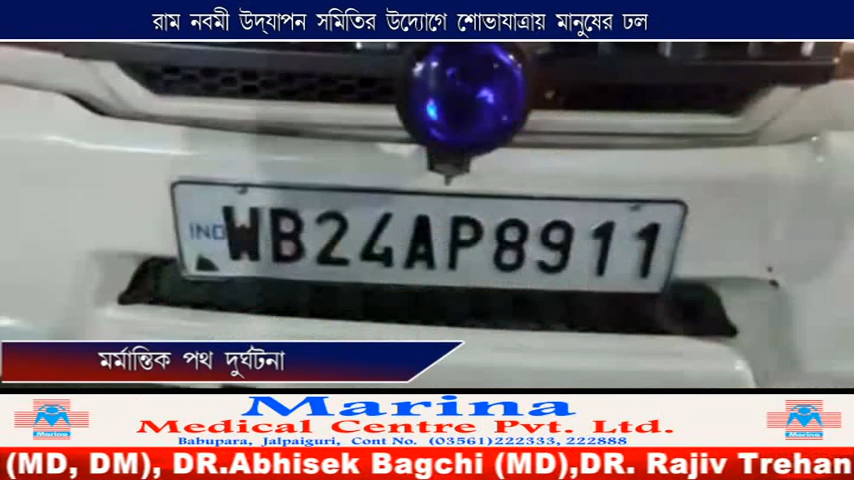 রাম নবমী উদ্‌যাপন সমিতির উদ্যোগে শোভাযাত্রায় মানুষের ঢল
IND WB24AP8911
মর্মান্তিক পথ দুর্ঘটনা
Marina
Medical Centre Pvt. Ltd.
Babupara, Jalpaiguri, Cont No. (03561)222333, 222888
Marina
Marina
(MD, DM), DR.Abhisek Bagchi (MD),DR. Rajiv Trehan